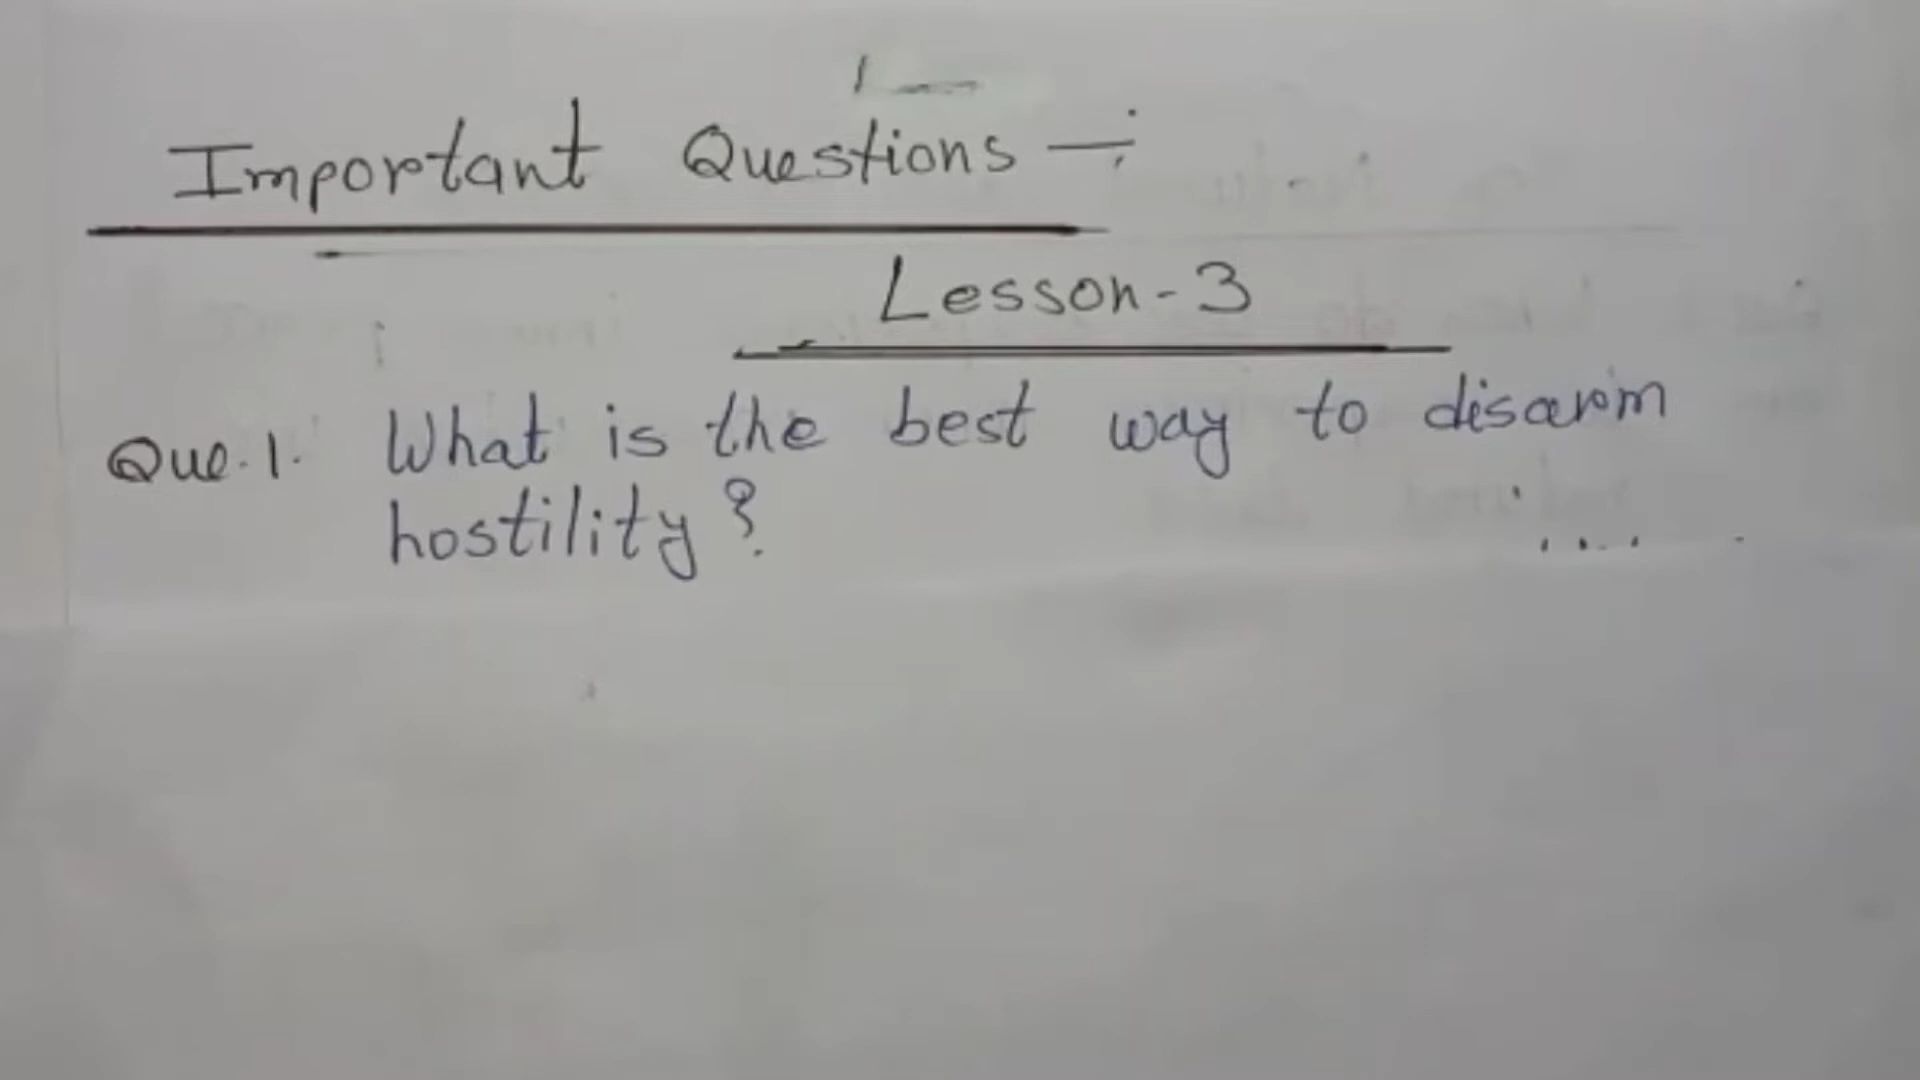 Important Questions ÷
Lesson - 3
Que. 1. What is the best way to disarm
hostility?